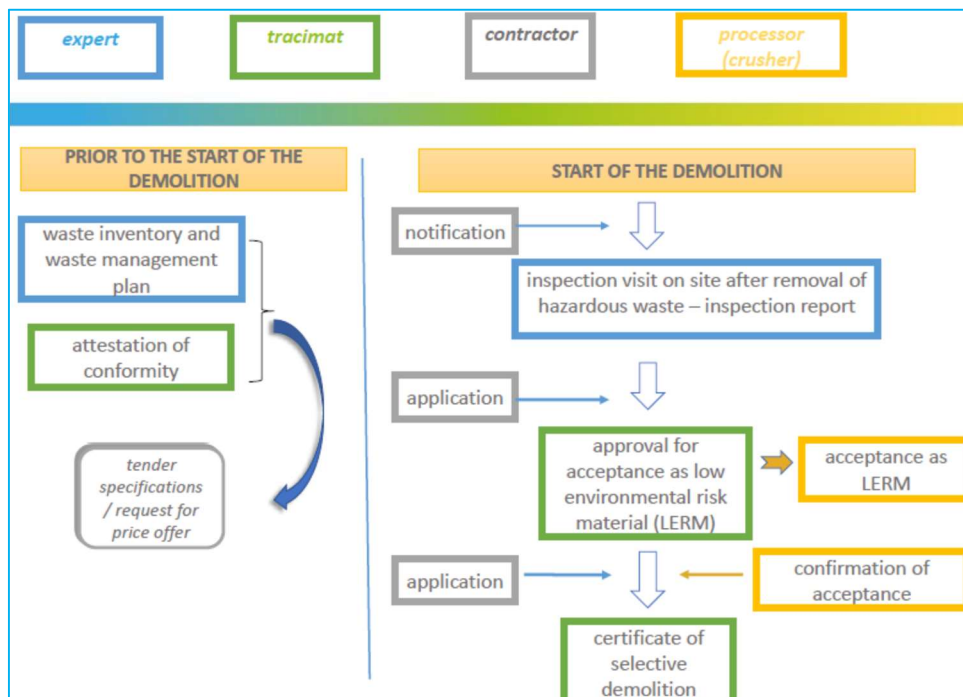 expert
tracimat
contractor
processor
(crusher)
PRIOR TO THE START OF THE
DEMOLITION
waste inventory and
waste management
plan
attestation of
conformity
tender
specifications
/ request for
price offer
START OF THE DEMOLITION
notification
inspection visit on site after removal of
hazardous waste – inspection report
application
approval for
acceptance as low
environmental risk
material (LERM)
acceptance as
LERM
application
confirmation of
acceptance
certificate of
selective
demolition